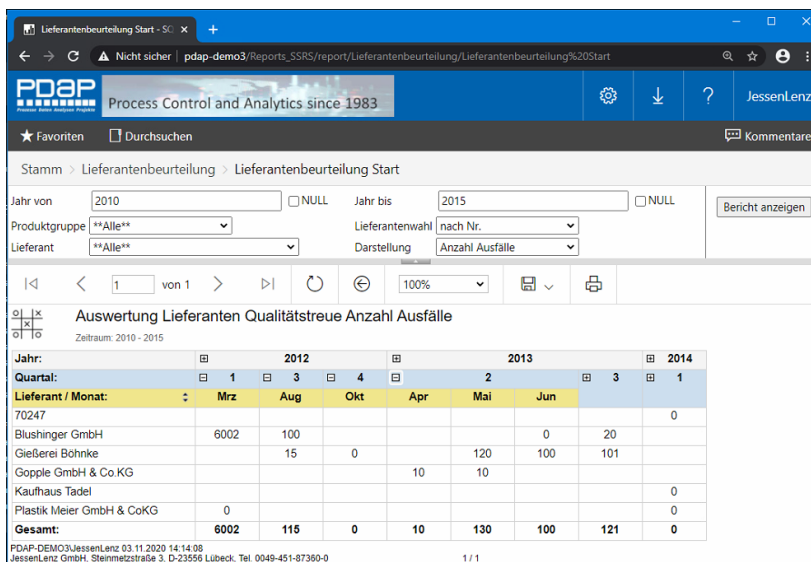 Lieferantenbeurteilung Start - SC
Nicht sicher | pdap-demo3/Reports_SSRS/report/Lieferantenbeurteilung/Lieferantenbeurteilung%20Start
PDAP Process Control and Analytics since 1983 JessenLenz
Prozesse Daten Analysen Projekte
Favoriten Durchsuchen Kommentare
Stamm > Lieferantenbeurteilung > Lieferantenbeurteilung Start
Jahr von 2010 NULL Jahr bis 2015 NULL Bericht anzeigen
Produktgruppe **Alle** Lieferantenwahl nach Nr.
Lieferant **Alle** Darstellung Anzahl Ausfälle
1 von 1 100%
Auswertung Lieferanten Qualitätstreue Anzahl Ausfälle
Zeitraum: 2010 - 2015
Jahr: 2012 2013 2014
Quartal: 1 3 4 2 3 1
Lieferant / Monat: Mrz Aug Okt Apr Mai Jun
70247 0
Blushinger GmbH 6002 100 0 20
Gießerei Böhnke 15 0 120 100 101
Gopple GmbH & Co.KG 10 10
Kaufhaus Tadel 0
Plastik Meier GmbH & CoKG 0 0
Gesamt: 6002 115 0 10 130 100 121 0
PDAP-DEMO3\JessenLenz 03.11.2020 14:14:08
JessenLenz GmbH, Steinmetzstraße 3, D-23556 Lübeck, Tel. 0049-451-87360-0 1 / 1